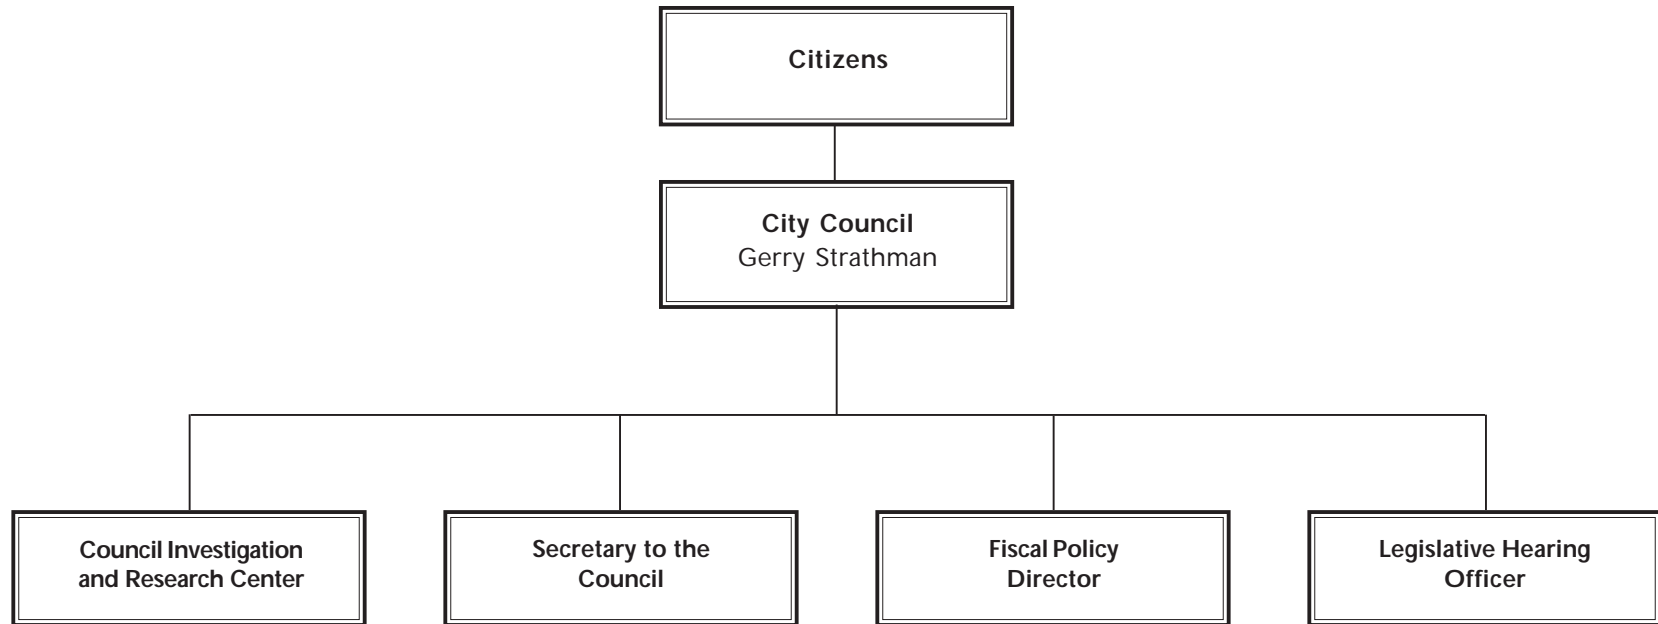 Citizens
City Council
Gerry Strathman
Council Investigation
and Research Center
Secretary to the
Council
Fiscal Policy
Director
Legislative Hearing
Officer